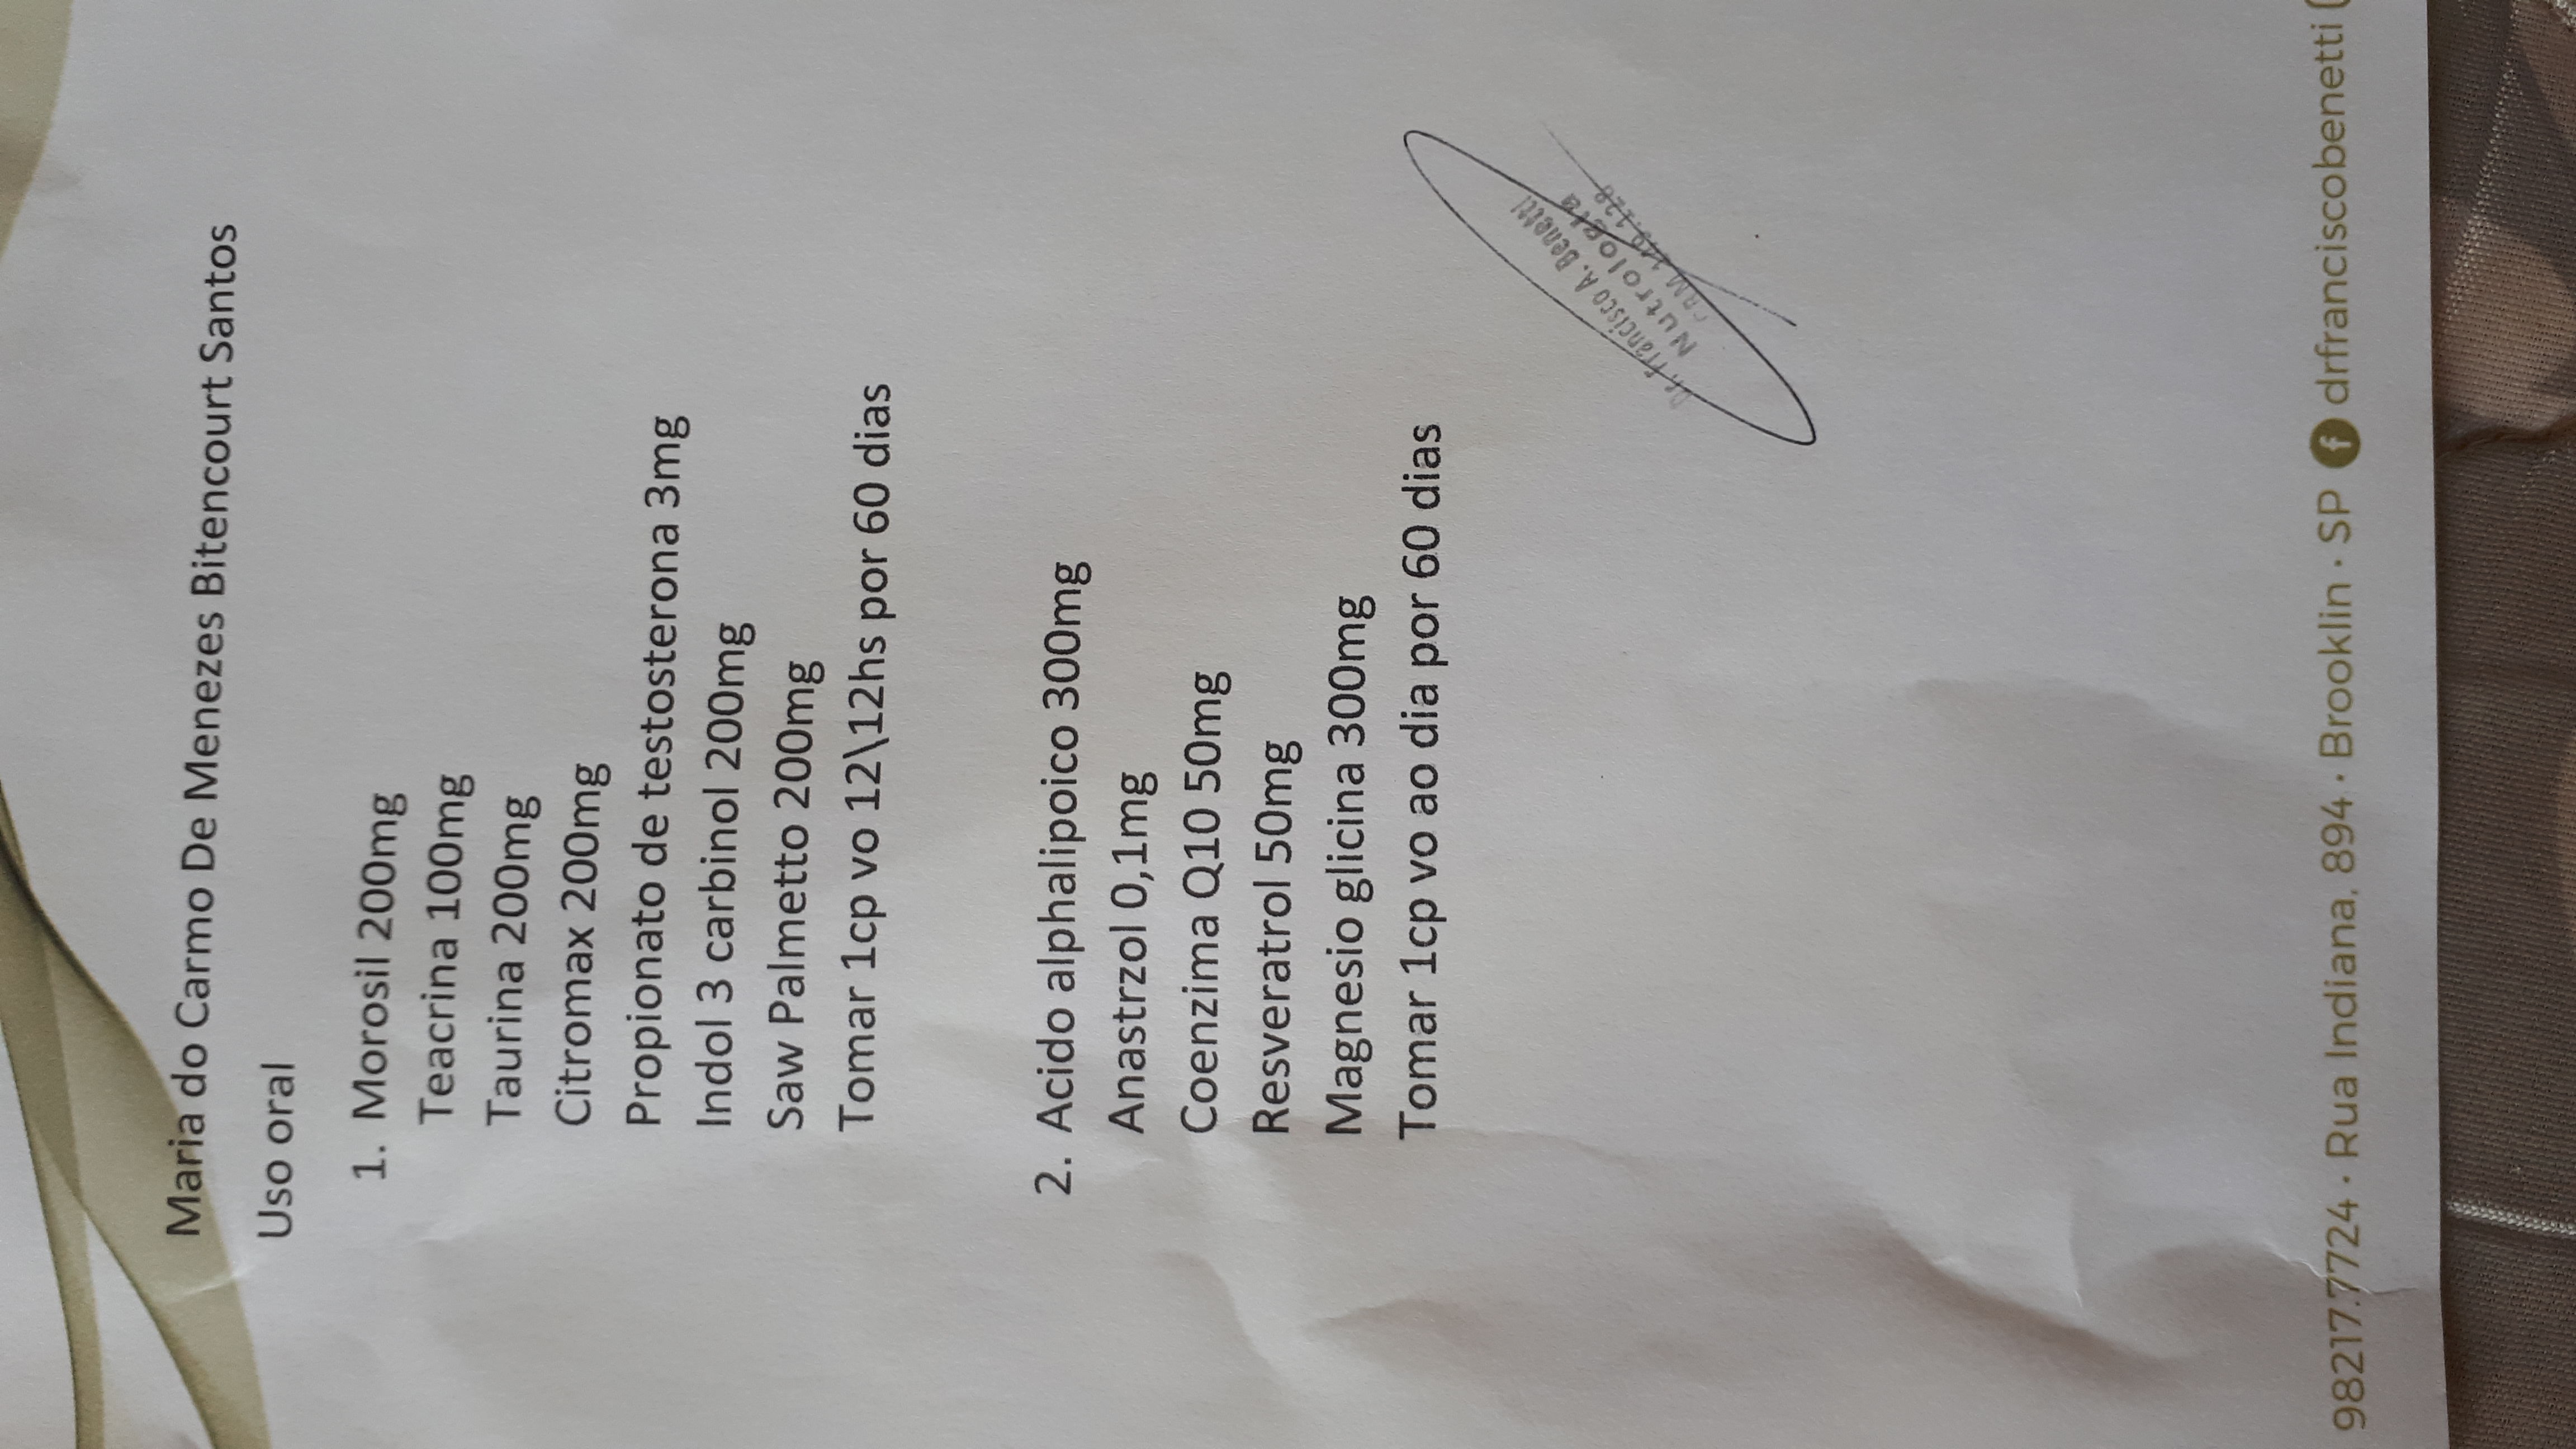 Maria do Carmo De Menezes Bitencourt Santos
Uso oral
1. Morosil 200mg
Teacrina 100mg
Taurina 200mg
Citromax 200mg
Propionato de testosterona 3mg
Indol 3 carbinol 200mg
Saw Palmetto 200mg
Tomar 1cp vo 12\12hs por 60 dias
2. Acido alphalipoico 300mg
Anastrzol 0,1mg
Coenzima Q10 50mg
Resveratrol 50mg
Magnesio glicina 300mg
Tomar 1cp vo ao dia por 60 dias
Dr. Francisco A. Benetti
Nutrologia
CRM
98217.7724 · Rua Indiana, 894 · Brooklin · SP drfranciscobenetti